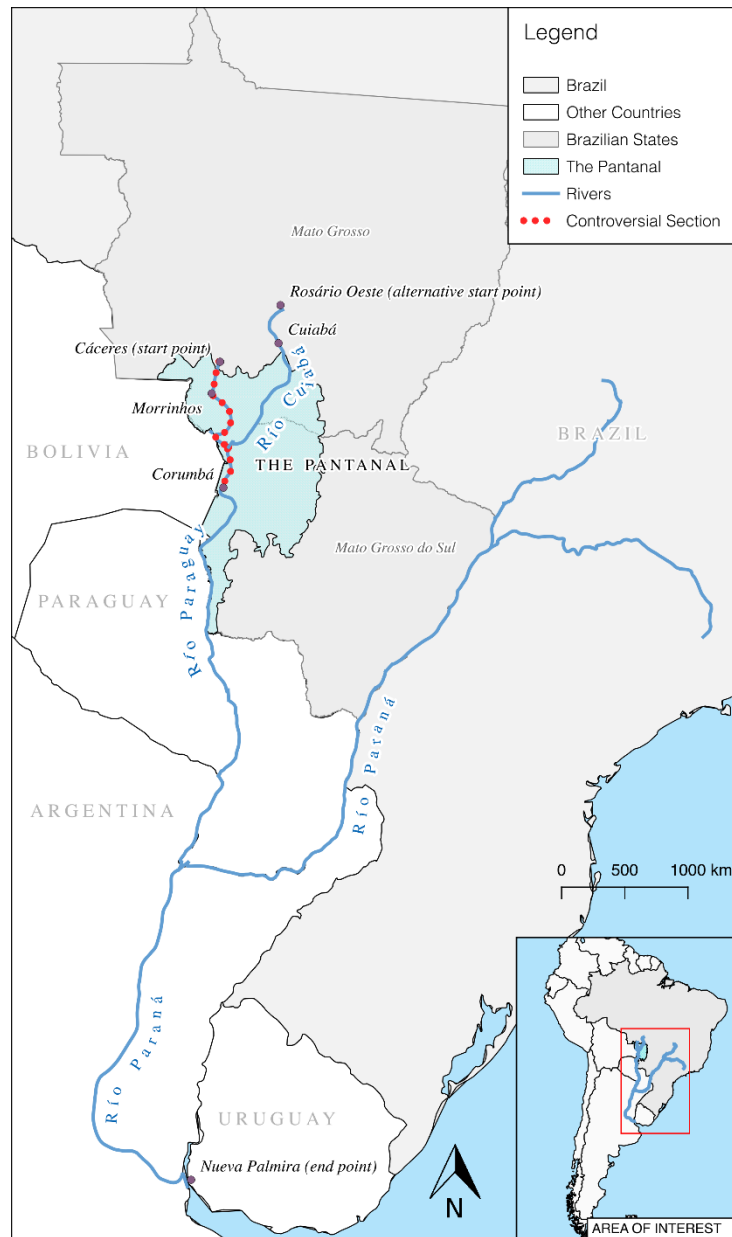 Legend
Brazil
Other Countries
Brazilian States
The Pantanal
Rivers
Controversial Section
Mato Grosso
Rosário Oeste (alternative start point)
Cuiabá
Cáceres (start point)
Río Cuiabá
Morrinhos
BRAZIL
BOLIVIA
THE PANTANAL
Corumbá
Mato Grosso do Sul
Río Paraguay
PARAGUAY
Río Paraná
ARGENTINA
0 500 1000 km
Río Paraná
URUGUAY
Nueva Palmira (end point)
N
AREA OF INTEREST